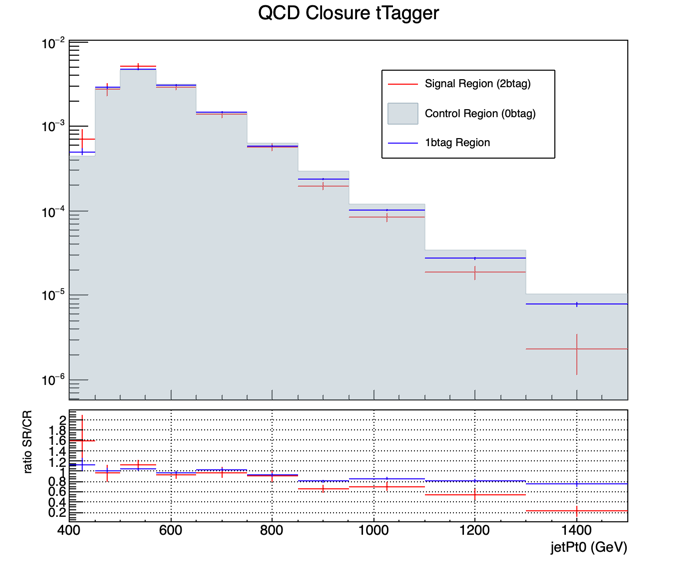 QCD Closure tTagger
10⁻²
Signal Region (2btag)
Control Region (0btag)
1btag Region
10⁻³
10⁻⁴
10⁻⁵
10⁻⁶
ratio SR/CR
2
1.8
1.6
1.4
1.2
1
0.8
0.6
0.4
0.2
400 600 800 1000 1200 1400
jetPt0 (GeV)